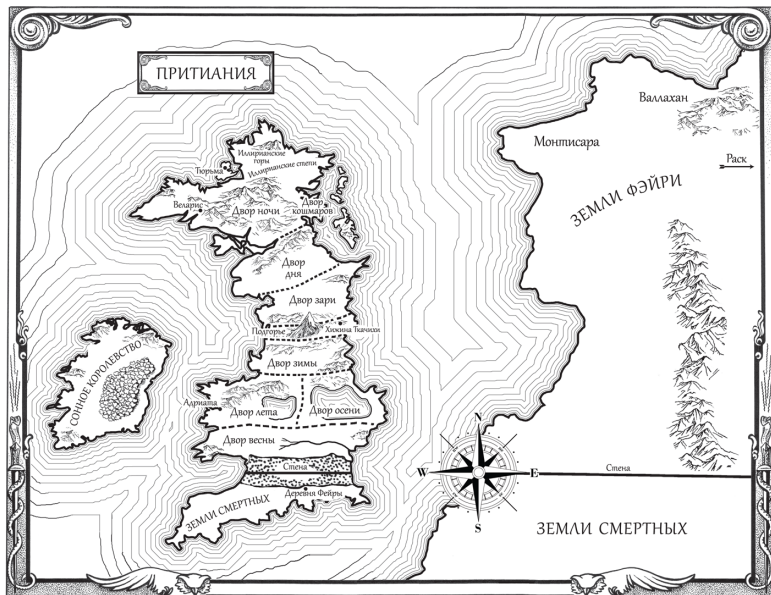 ПРИТИАНИЯ
Валлахан
Монтисара
Раск
ЗЕМЛИ ФЭЙРИ
Иллирианские
горы
Иллирианские степи
Тюрьма
Веларис
Двор ночи
Двор
кошмаров
Двор
дня
Двор зари
Подгорье
Хижина Ткачихи
Двор зимы
СОННОЕ КОРОЛЕВСТВО
Адриата
Двор лета
Двор осени
Двор весны
Стена
Деревня Фейры
ЗЕМЛИ СМЕРТНЫХ
N
W
E
S
Стена
ЗЕМЛИ СМЕРТНЫХ